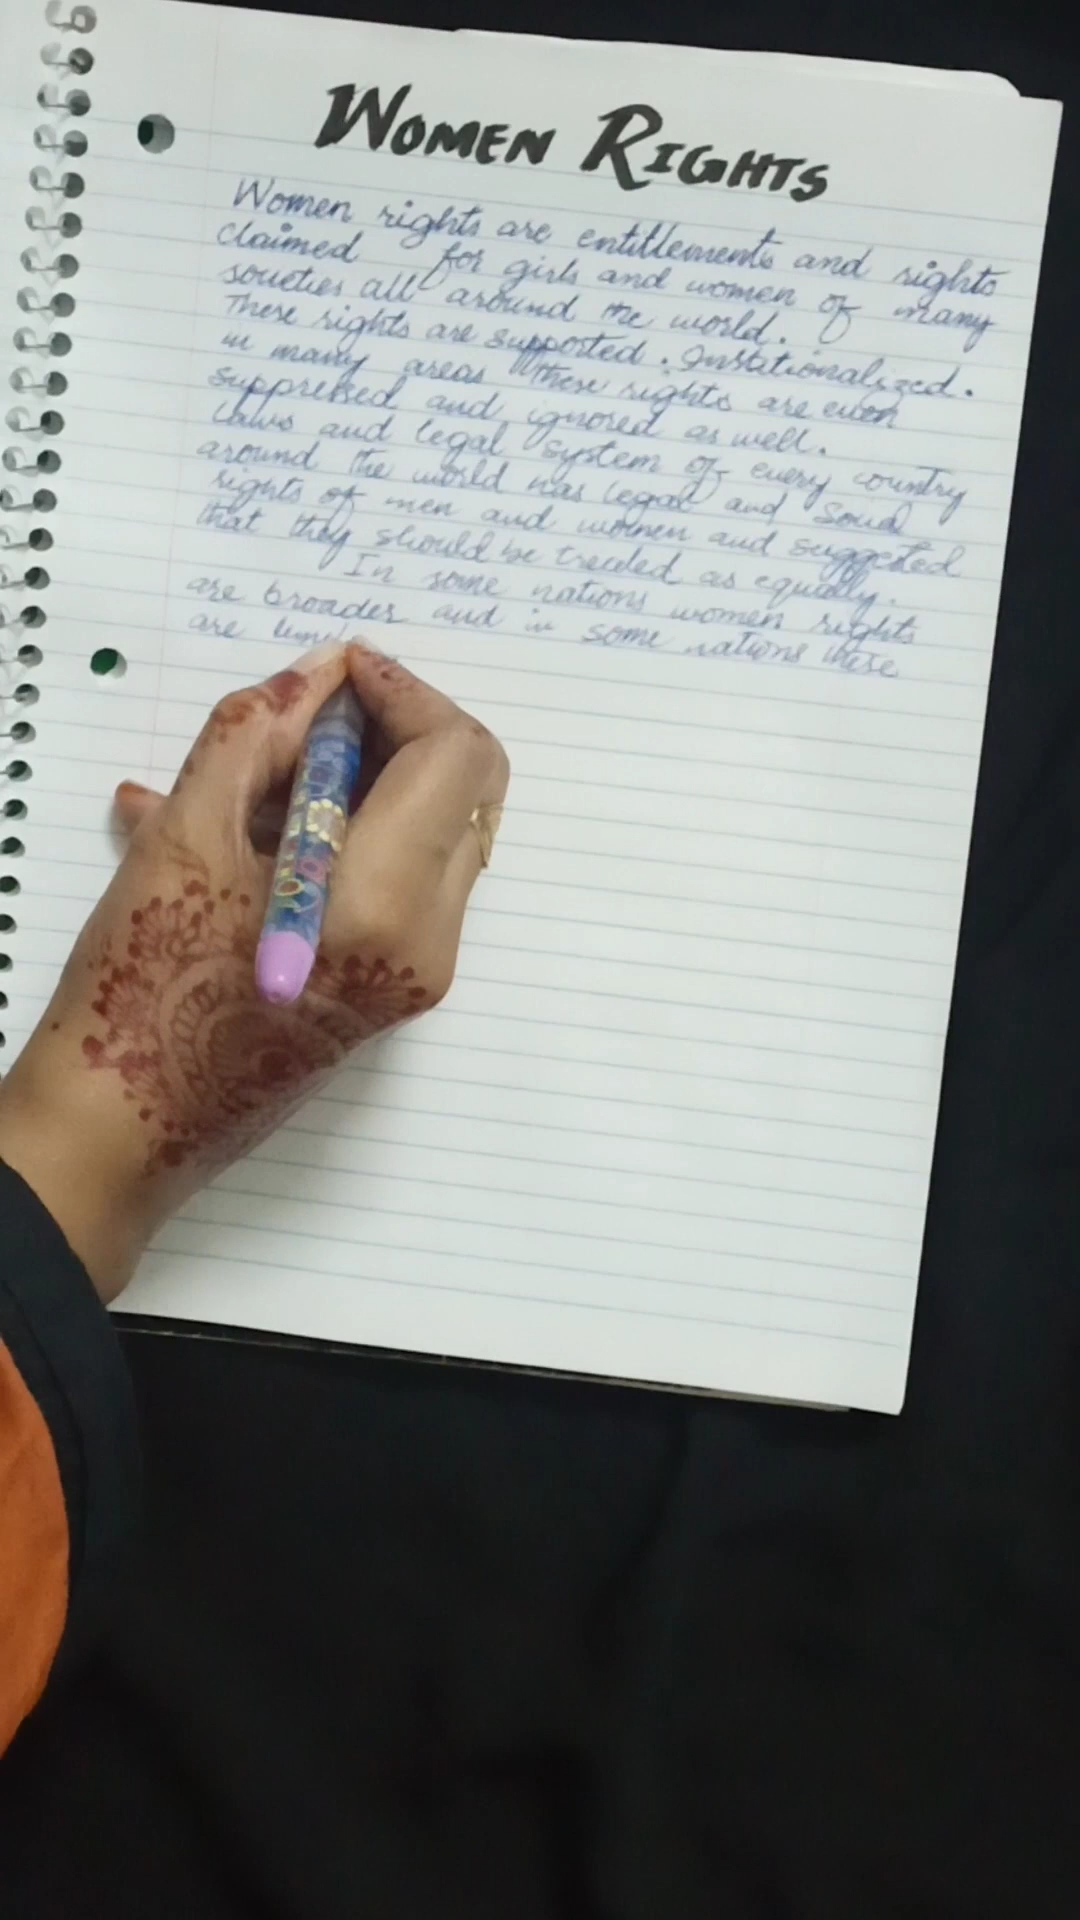 WOMEN RIGHTS
Women rights are entitlements and rights
claimed for girls and women of many
societies all around the world.
These rights are supported. Instationalized.
in many areas these rights are even
suppressed and ignored as well.
Laws and legal system of every country
around the world has legal and Social
rights of men and women and suggested
that they should be treated as equally.
In some nations women rights
are broader and in some nations these
are